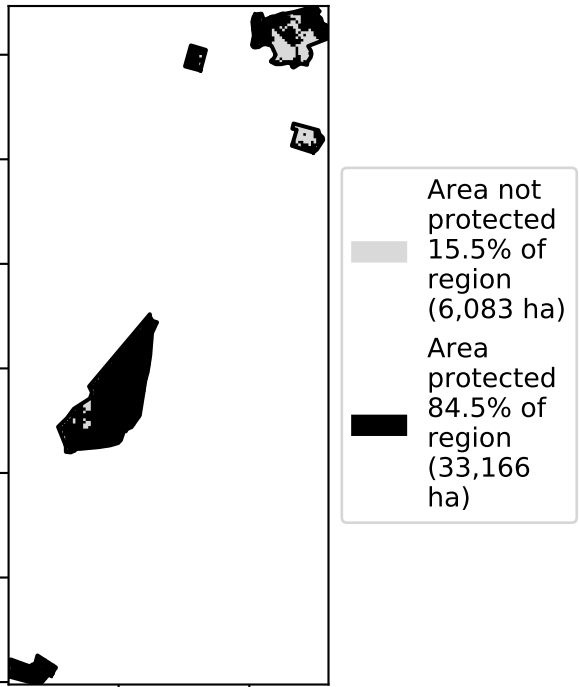 Area not
protected
15.5% of
region
(6,083 ha)
Area
protected
84.5% of
region
(33,166
ha)